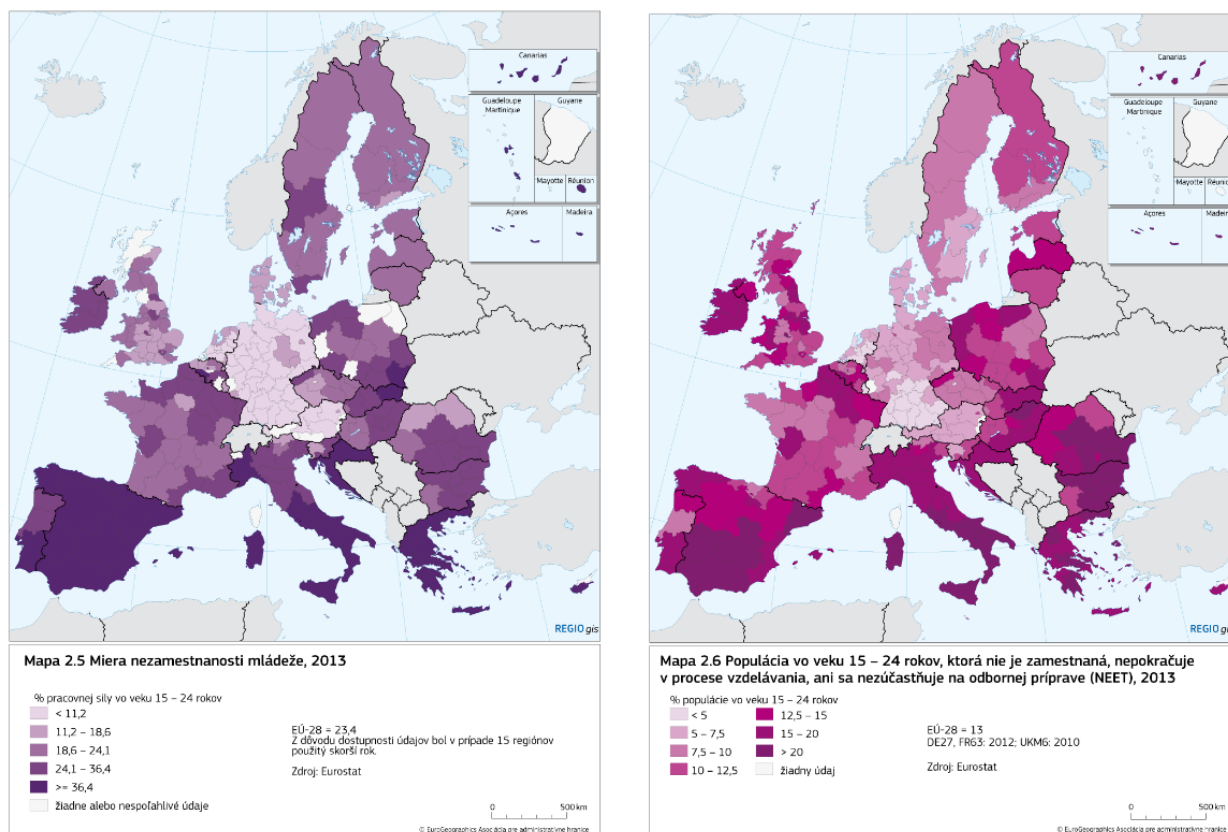 Canarias
Guadeloupe
Martinique
Guyane
Mayotte
Réunion
Açores
Madeira
REGIOgis
Mapa 2.5 Miera nezamestnanosti mládeže, 2013
% pracovnej sily vo veku 15 – 24 rokov
< 11,2
11,2 – 18,6
18,6 – 24,1
24,1 – 36,4
>= 36,4
žiadne alebo nespoľahlivé údaje
EÚ-28 = 23,4
Z dôvodu dostupnosti údajov bol v prípade 15 regiónov
použitý skorší rok.
Zdroj: Eurostat
0 500 km
© EuroGeographics Asociácia pre administratívne hranice
Canarias
Guadeloupe
Martinique
Guyane
Mayotte
Réunio
Açores
Madeir
REGIOgi
Mapa 2.6 Populácia vo veku 15 – 24 rokov, ktorá nie je zamestnaná, nepokračuje
v procese vzdelávania, ani sa nezúčastňuje na odbornej príprave (NEET), 2013
% populácie vo veku 15 – 24 rokov
< 5
5 – 7,5
7,5 – 10
10 – 12,5
12,5 – 15
15 – 20
> 20
žiadny údaj
EÚ-28 = 13
DE27, FR63: 2012; UKM6: 2010
Zdroj: Eurostat
0 500 km
© EuroGeographics Asociácia pre administratívne hranice